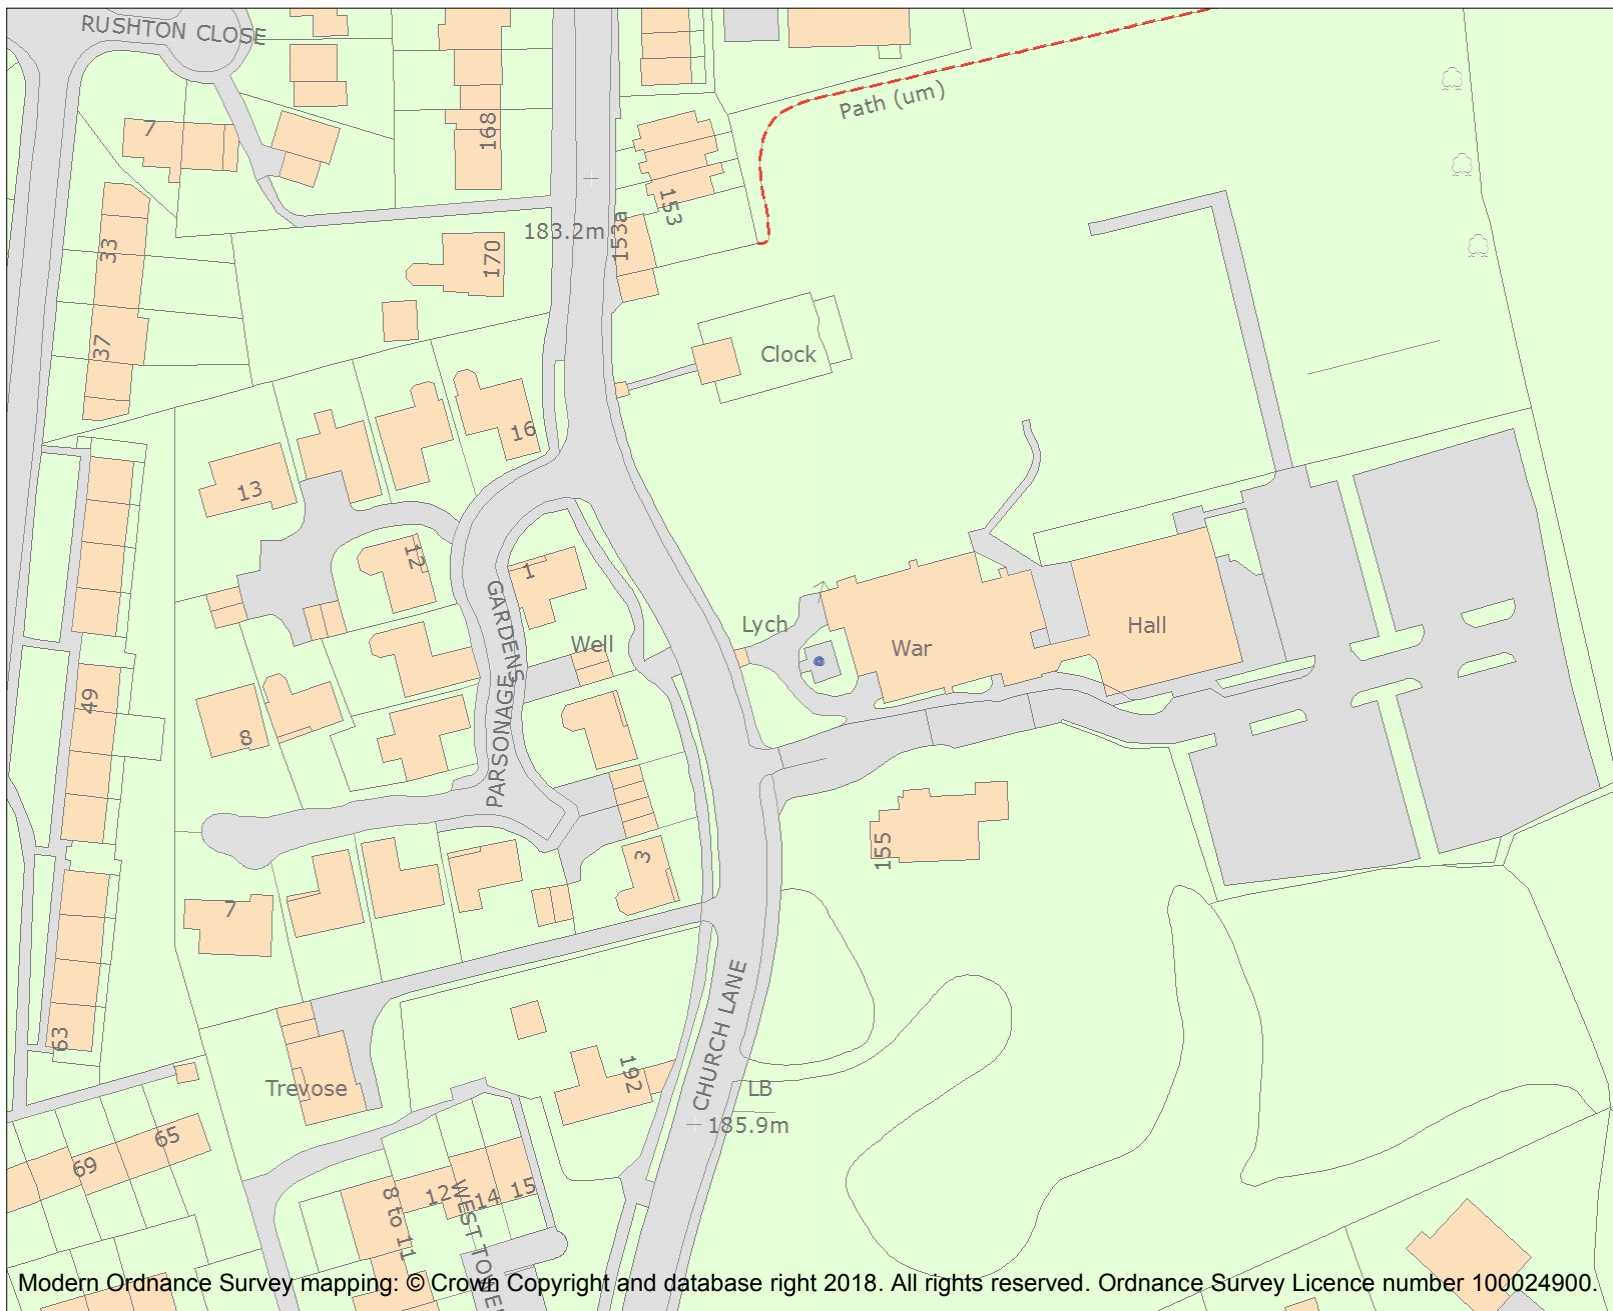 RUSHTON CLOSE
7
168
Path (um)
33
153
183.2m
153a
170
37
Clock
16
13
12
1
GARDENS
Lych
Well
War
Hall
49
8
PARSONAGE
155
3
7
CHURCH LANE
63
Trevose
192
LB
185.9m
65
69
8 to 11
12
14
15
Modern Ordnance Survey mapping: © Crown Copyright and database right 2018. All rights reserved. Ordnance Survey Licence number 100024900.